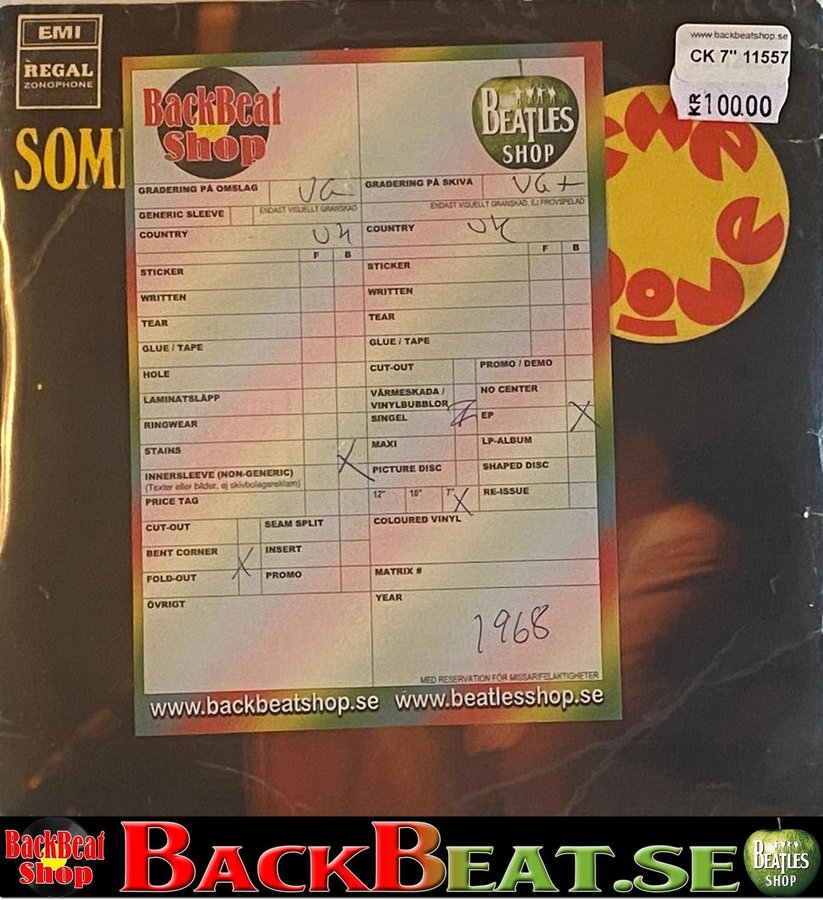 EMI
REGAL
ZONOPHONE
www.backbeatshop.se
CK 7" 11557
KR 100.00
SOM
The
Move
BackBeat
Shop
BEATLES
SHOP
GRADERING PÅ OMSLAG VG
GRADERING PÅ SKIVA VG+
ENDAST VISUELLT GRANSKAD
ENDAST VISUELLT GRANSKAD, EJ PROVSPELAD
GENERIC SLEEVE
COUNTRY UK
COUNTRY UK
F B
F B
STICKER
STICKER
WRITTEN
WRITTEN
TEAR
TEAR
GLUE / TAPE
GLUE / TAPE
HOLE
CUT-OUT
PROMO / DEMO
LAMINATSLÄPP
VÄRMESKADA /
VINYLBUBBLOR
NO CENTER
RINGWEAR
SINGEL
EP X
STAINS X
MAXI
LP-ALBUM
INNERSLEEVE (NON-GENERIC)
(Texter eller bilder, ej skivbolagsreklam)
PICTURE DISC
SHAPED DISC
PRICE TAG
12" 10" 7" X
RE-ISSUE
CUT-OUT
SEAM SPLIT
COLOURED VINYL
BENT CORNER X
INSERT
FOLD-OUT
PROMO
MATRIX #
ÖVRIGT
YEAR
1968
MED RESERVATION FÖR MISSAR/FELAKTIGHETER
www.backbeatshop.se www.beatlesshop.se
BackBeat
Shop
BACKBEAT.SE
BEATLES
SHOP